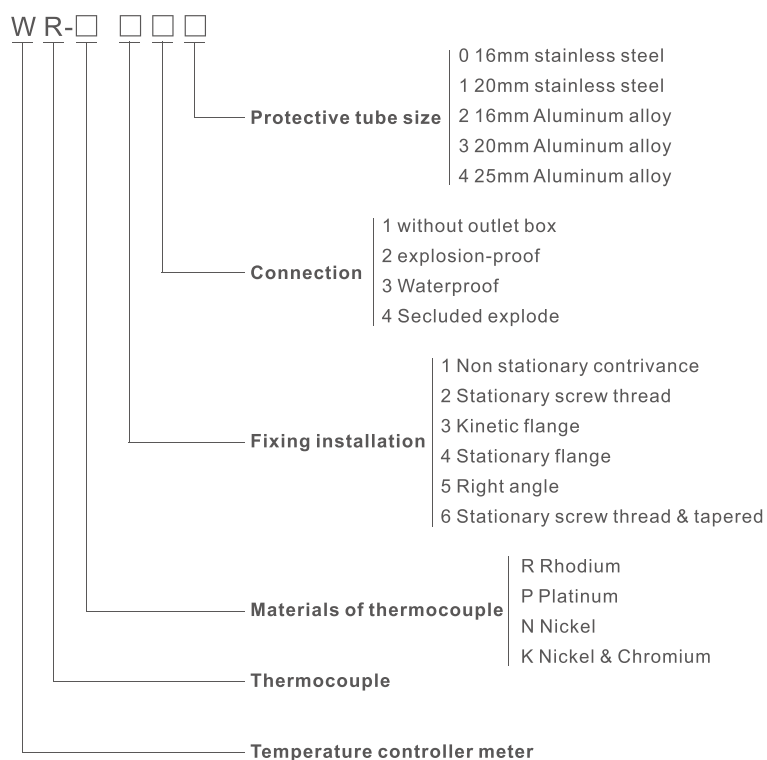 W R-□ □ □ □
Protective tube size
0 16mm stainless steel
1 20mm stainless steel
2 16mm Aluminum alloy
3 20mm Aluminum alloy
4 25mm Aluminum alloy
Connection
1 without outlet box
2 explosion-proof
3 Waterproof
4 Secluded explode
Fixing installation
1 Non stationary contrivance
2 Stationary screw thread
3 Kinetic flange
4 Stationary flange
5 Right angle
6 Stationary screw thread & tapered
Materials of thermocouple
R Rhodium
P Platinum
N Nickel
K Nickel & Chromium
Thermocouple
Temperature controller meter